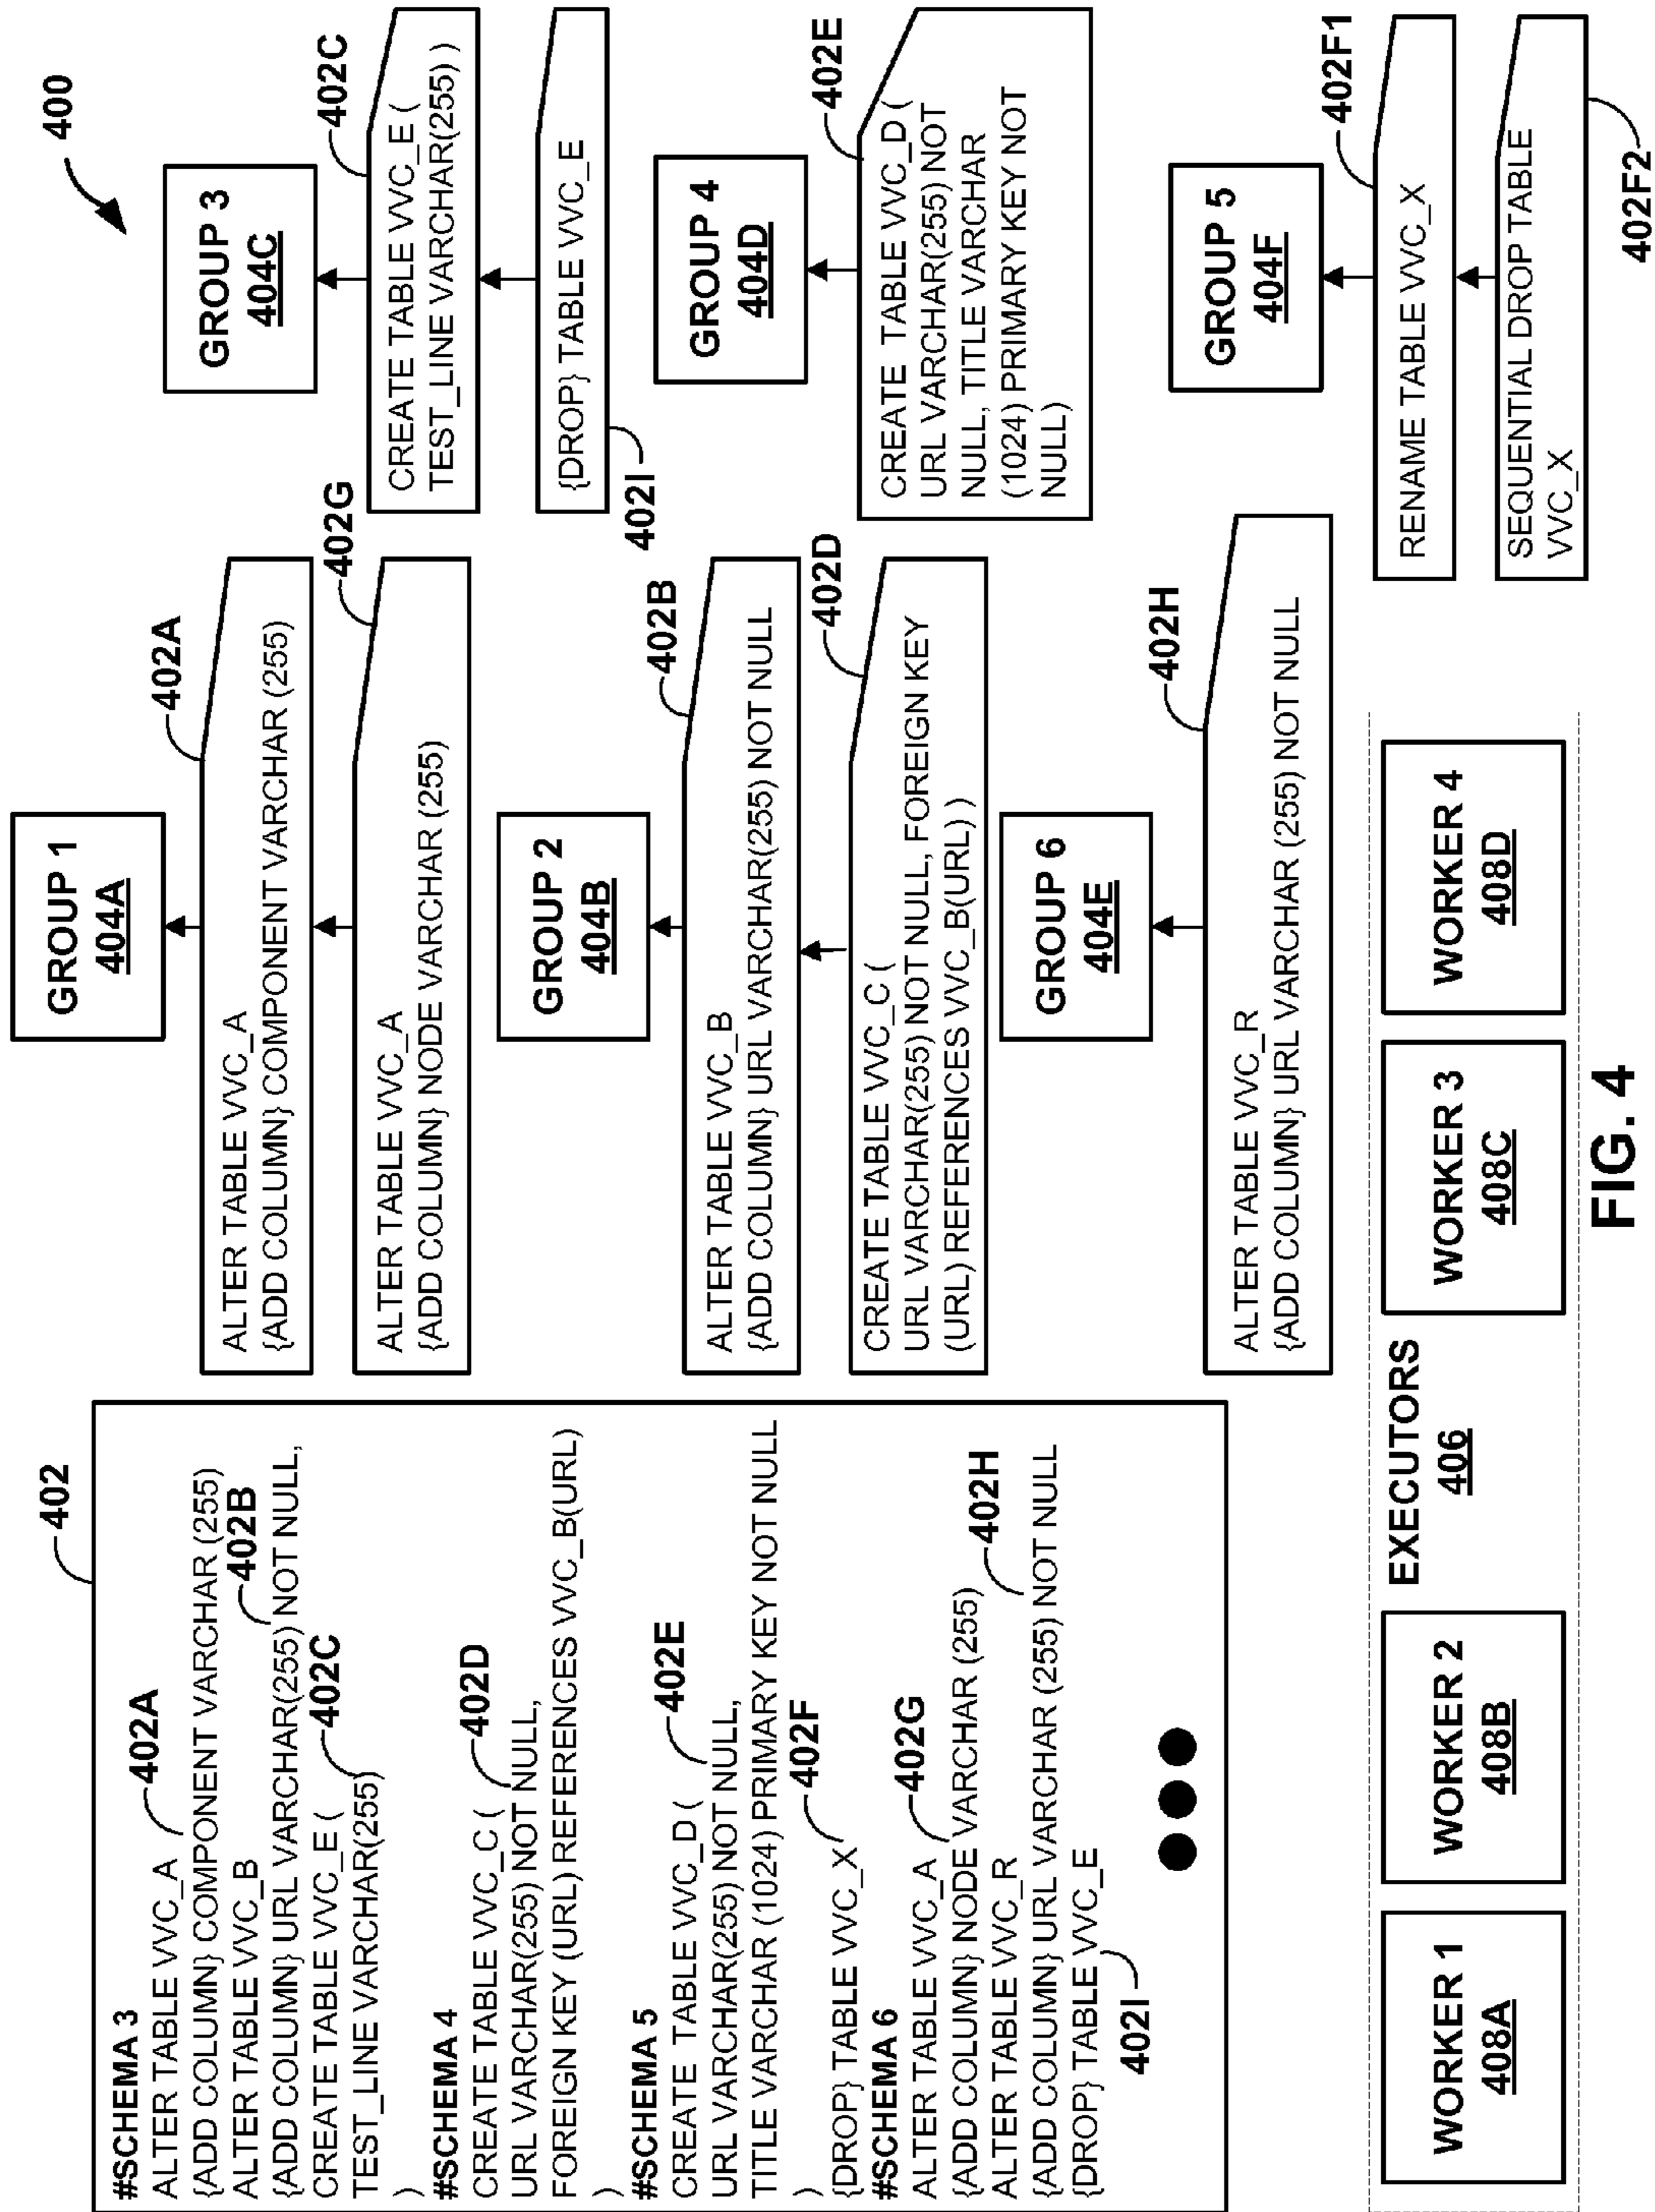 400
402
#SCHEMA 3
402A
ALTER TABLE VVC_A
{ADD COLUMN} COMPONENT VARCHAR (255)
ALTER TABLE VVC_B
402B
{ADD COLUMN} URL VARCHAR(255) NOT NULL,
CREATE TABLE VVC_E (
402C
TEST_LINE VARCHAR(255)
)
#SCHEMA 4
402D
CREATE TABLE VVC_C (
URL VARCHAR(255) NOT NULL,
FOREIGN KEY (URL) REFERENCES VVC_B(URL)
)
#SCHEMA 5
402E
CREATE TABLE VVC_D (
URL VARCHAR(255) NOT NULL,
TITLE VARCHAR (1024) PRIMARY KEY NOT NULL
)
402F
{DROP} TABLE VVC_X
#SCHEMA 6
402G
ALTER TABLE VVC_A
{ADD COLUMN} NODE VARCHAR (255)
ALTER TABLE VVC_R
402H
{ADD COLUMN} URL VARCHAR (255) NOT NULL
{DROP} TABLE VVC_E
402I
GROUP 1
404A
402A
ALTER TABLE VVC_A
{ADD COLUMN} COMPONENT VARCHAR (255)
402G
ALTER TABLE VVC_A
{ADD COLUMN} NODE VARCHAR (255)
GROUP 2
404B
402B
ALTER TABLE VVC_B
{ADD COLUMN} URL VARCHAR(255) NOT NULL
402D
CREATE TABLE VVC_C (
URL VARCHAR(255) NOT NULL, FOREIGN KEY
(URL) REFERENCES VVC_B(URL) )
GROUP 6
404E
402H
ALTER TABLE VVC_R
{ADD COLUMN} URL VARCHAR (255) NOT NULL
GROUP 3
404C
402C
CREATE TABLE VVC_E (
TEST_LINE VARCHAR(255) )
{DROP} TABLE VVC_E
402I
GROUP 4
404D
402E
CREATE TABLE VVC_D (
URL VARCHAR(255) NOT
NULL, TITLE VARCHAR
(1024) PRIMARY KEY NOT
NULL)
GROUP 5
404F
402F1
RENAME TABLE VVC_X
SEQUENTIAL DROP TABLE
VVC_X
402F2
WORKER 1
408A
WORKER 2
408B
EXECUTORS
406
WORKER 3
408C
WORKER 4
408D
FIG. 4